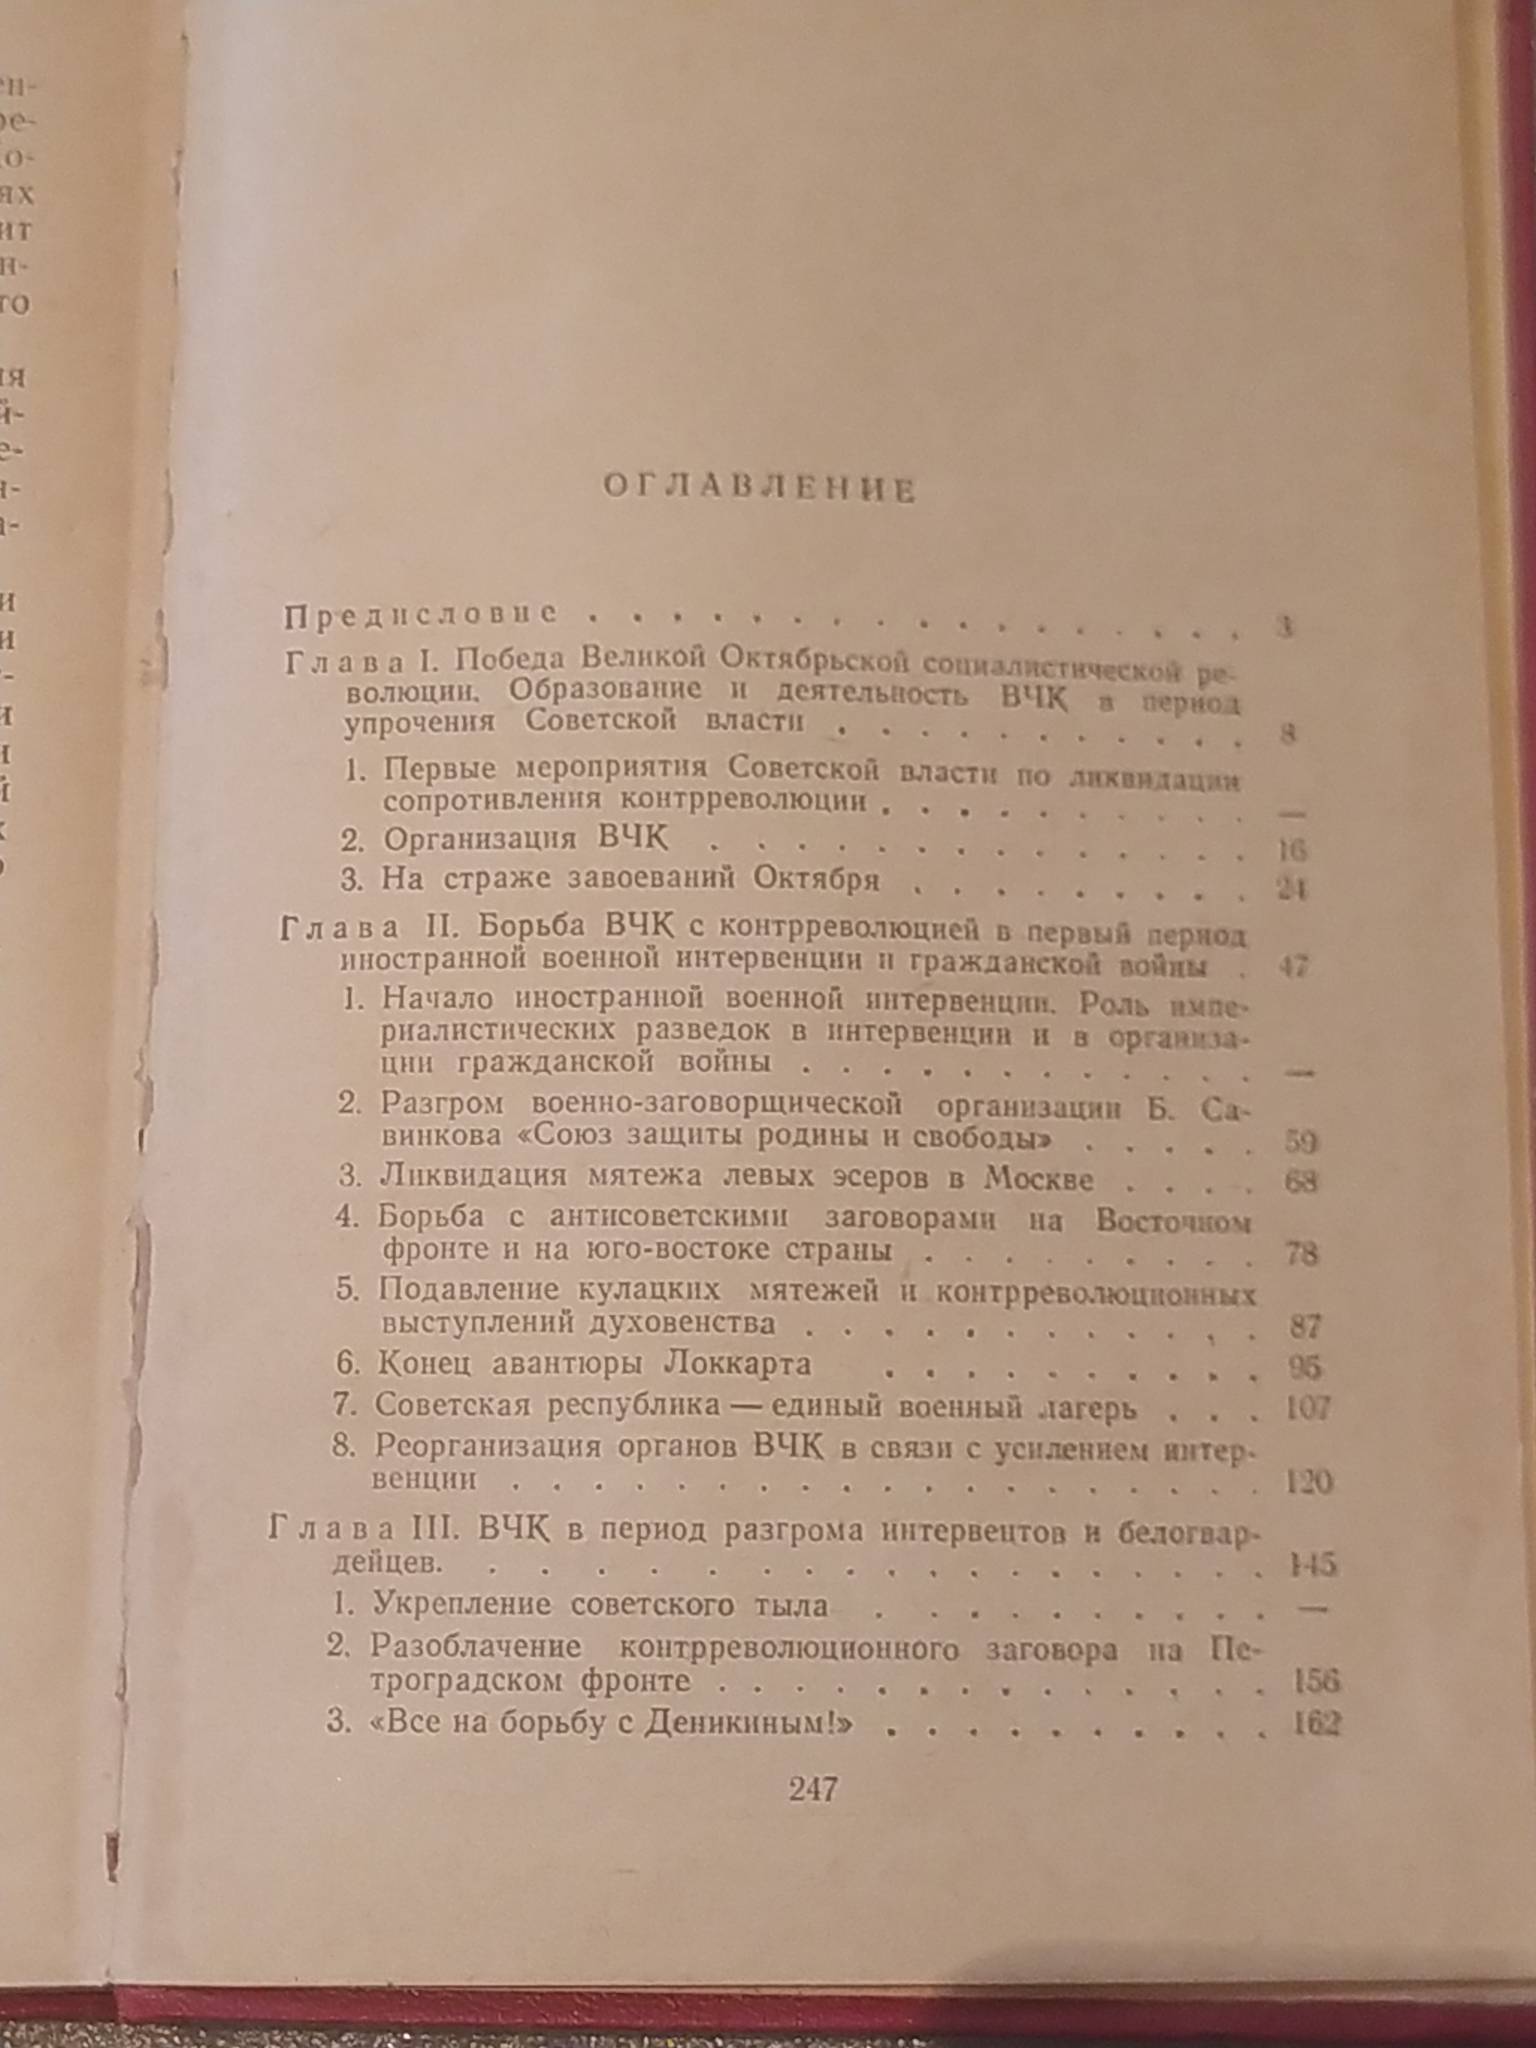 ен-
ре-
ко-
ях
ит
н-
го
ия
й-
е-
н-
а-
и
и
и
и
й
ОГЛАВЛЕНИЕ
Предисловие . . . . . . . . . . . . . . . . . 3
Глава I. Победа Великой Октябрьской социалистической ре-
волюции. Образование и деятельность ВЧК в период
упрочения Советской власти . . . . . . . . . . . 8
1. Первые мероприятия Советской власти по ликвидации
сопротивления контрреволюции . . . . . . . . . . —
2. Организация ВЧК . . . . . . . . . . . . . . 16
3. На страже завоеваний Октября . . . . . . . . . 24
Глава II. Борьба ВЧК с контрреволюцией в первый период
иностранной военной интервенции и гражданской войны . 47
1. Начало иностранной военной интервенции. Роль импе-
риалистических разведок в интервенции и в организа-
ции гражданской войны . . . . . . . . . . . . —
2. Разгром военно-заговорщической организации Б. Са-
винкова «Союз защиты родины и свободы» . . . . . 59
3. Ликвидация мятежа левых эсеров в Москве . . . . 68
4. Борьба с антисоветскими заговорами на Восточном
фронте и на юго-востоке страны . . . . . . . . . 78
5. Подавление кулацких мятежей и контрреволюционных
выступлений духовенства . . . . . . . . . . . . 87
6. Конец авантюры Локкарта . . . . . . . . . . 95
7. Советская республика — единый военный лагерь . . . 107
8. Реорганизация органов ВЧК в связи с усилением интер-
венции . . . . . . . . . . . . . . . . . . . 120
Глава III. ВЧК в период разгрома интервентов и белогвар-
дейцев. . . . . . . . . . . . . . . . . . 145
1. Укрепление советского тыла . . . . . . . . . . —
2. Разоблачение контрреволюционного заговора на Пе-
троградском фронте . . . . . . . . . . . . . . 156
3. «Все на борьбу с Деникиным!» . . . . . . . . . . 162
247